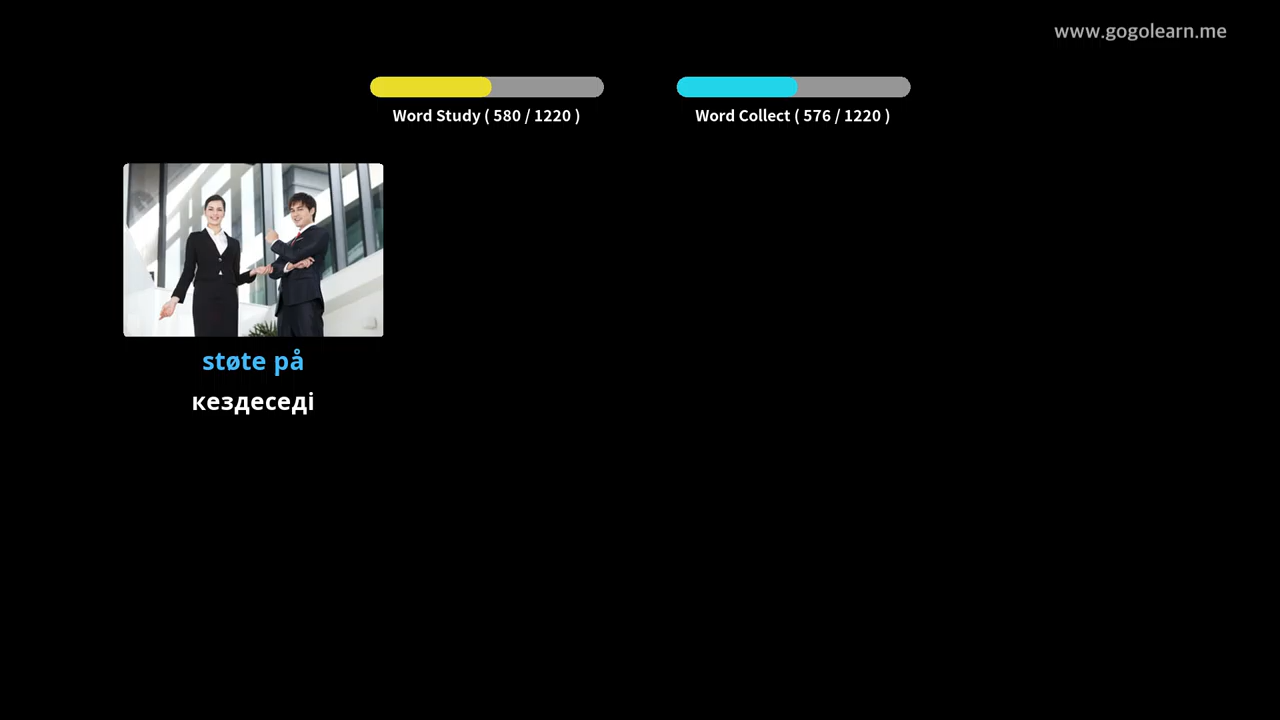 www.gogolearn.me
Word Study ( 580 / 1220 )
Word Collect ( 576 / 1220 )
støte på
кездеседі